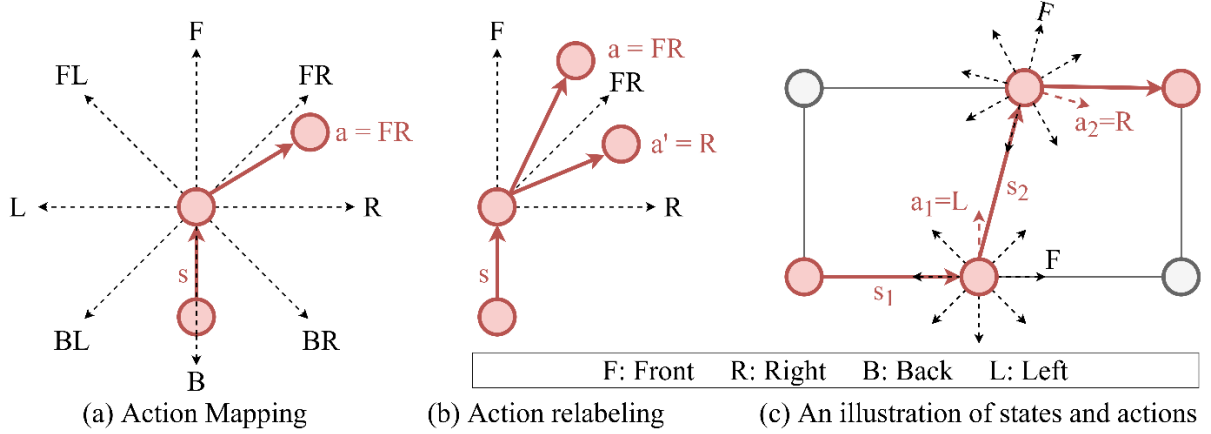 F
FL
FR
a = FR
L
R
s
BL
BR
B
(a) Action Mapping
F
a = FR
FR
a' = R
R
s
(b) Action relabeling
F
a₂=R
s₂
a₁=L
F
s₁
F: Front R: Right B: Back L: Left
(c) An illustration of states and actions